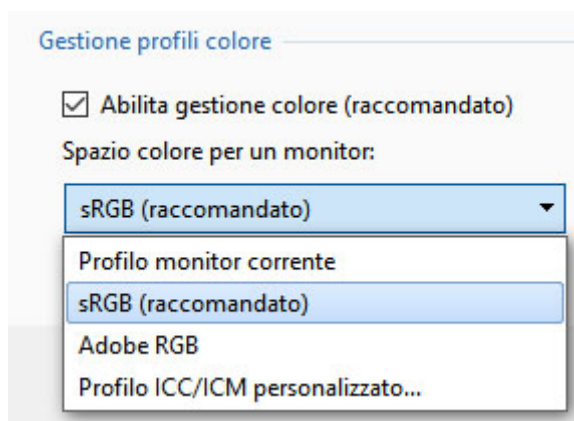 Gestione profili colore
Abilita gestione colore (raccomandato)
Spazio colore per un monitor:
sRGB (raccomandato)
Profilo monitor corrente
sRGB (raccomandato)
Adobe RGB
Profilo ICC/ICM personalizzato...